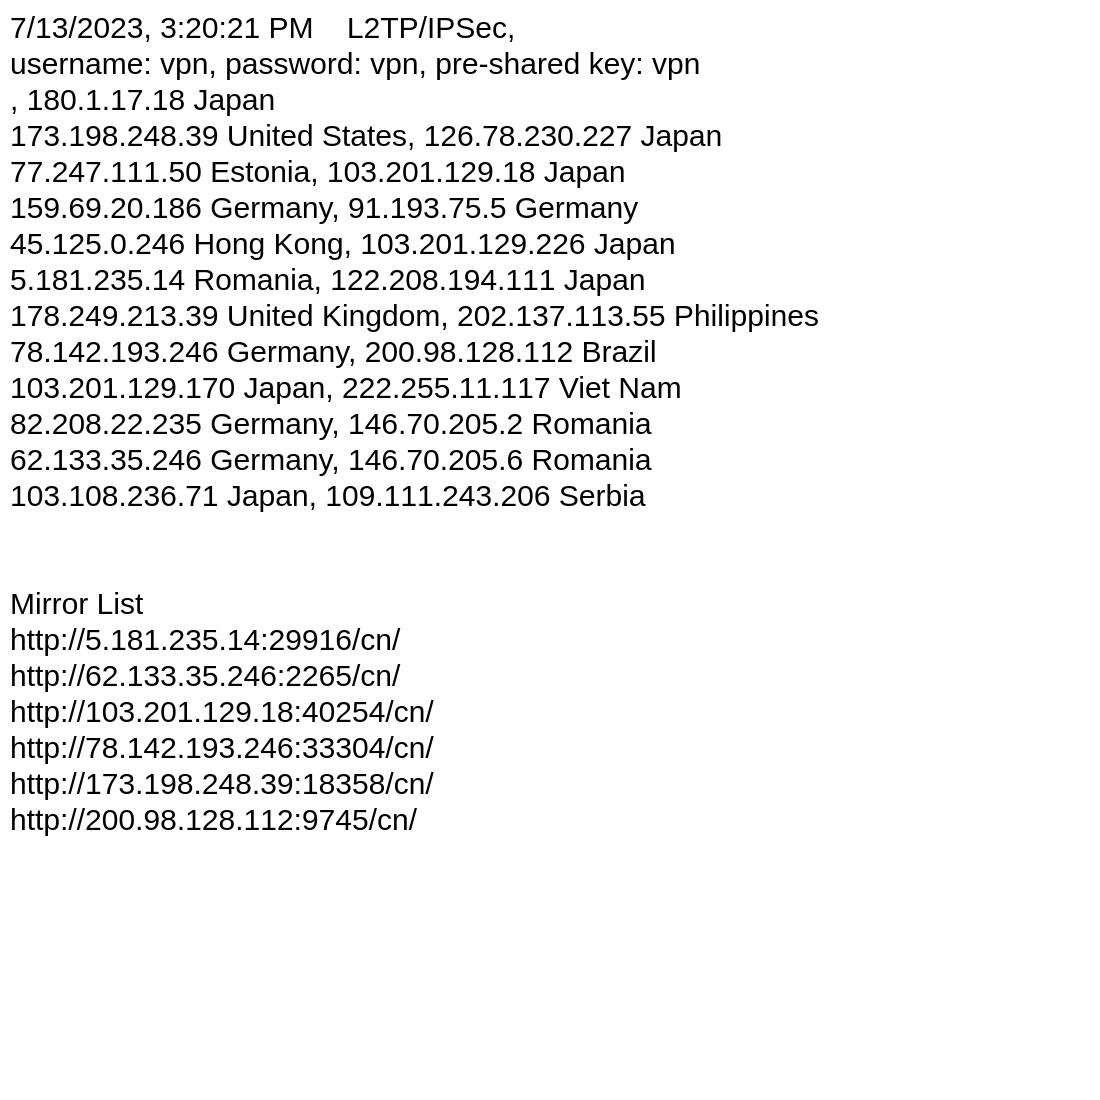 7/13/2023, 3:20:21 PM    L2TP/IPSec,
username: vpn, password: vpn, pre-shared key: vpn
, 180.1.17.18 Japan
173.198.248.39 United States, 126.78.230.227 Japan
77.247.111.50 Estonia, 103.201.129.18 Japan
159.69.20.186 Germany, 91.193.75.5 Germany
45.125.0.246 Hong Kong, 103.201.129.226 Japan
5.181.235.14 Romania, 122.208.194.111 Japan
178.249.213.39 United Kingdom, 202.137.113.55 Philippines
78.142.193.246 Germany, 200.98.128.112 Brazil
103.201.129.170 Japan, 222.255.11.117 Viet Nam
82.208.22.235 Germany, 146.70.205.2 Romania
62.133.35.246 Germany, 146.70.205.6 Romania
103.108.236.71 Japan, 109.111.243.206 Serbia
Mirror List
http://5.181.235.14:29916/cn/
http://62.133.35.246:2265/cn/
http://103.201.129.18:40254/cn/
http://78.142.193.246:33304/cn/
http://173.198.248.39:18358/cn/
http://200.98.128.112:9745/cn/